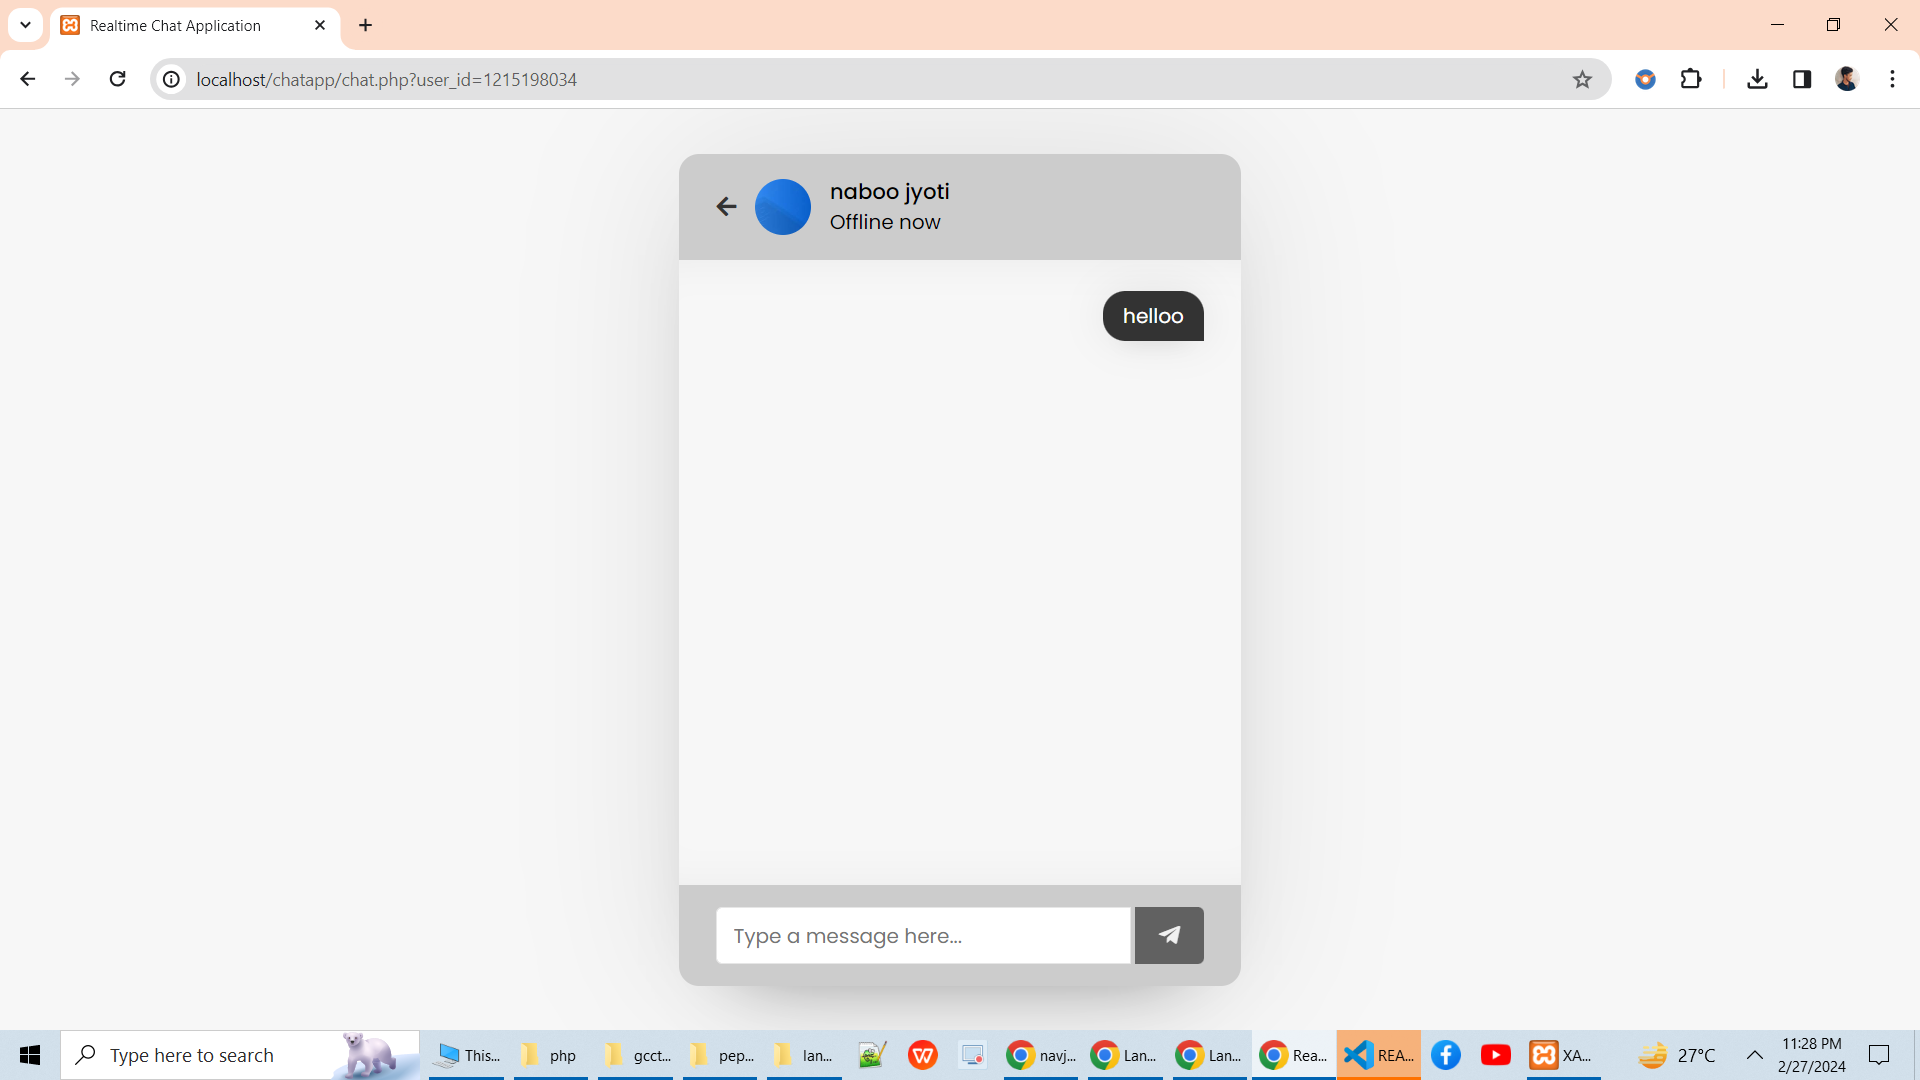 Realtime Chat Application
localhost/chatapp/chat.php?user_id=1215198034
naboo jyoti
Offline now
helloo
Type a message here...
Type here to search
This...
php
gcct...
pep...
lan...
navj...
Lan...
Lan...
Rea...
REA...
XA...
27°C
11:28 PM
2/27/2024